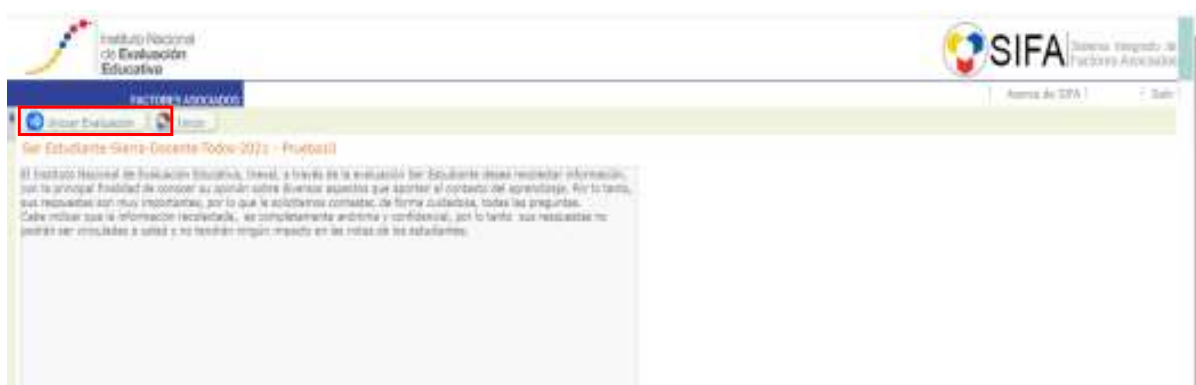 Instituto Nacional
de Evaluación
Educativa
SIFA Sistema Integrado de
Factores Asociados
FACTORES ASOCIADOS
Acerca de SIFA
Salir
Iniciar Evaluación
Ser Estudiante-Sierra-Docente-Todos-2021 -
El Instituto Nacional de Evaluación Educativa, Ineval, a través de la evaluación Ser Estudiante desea recolectar información,
con la principal finalidad de conocer su opinión sobre diversos aspectos que aportan al contexto del aprendizaje. Por lo tanto,
sus respuestas son muy importantes, por lo que le solicitamos contestar, de forma cuidadosa, todas las preguntas.
Cabe indicar que la información recolectada, es completamente anónima y confidencial, por lo tanto sus respuestas no
podrán ser vinculadas a usted y no tendrán ningún impacto en las notas de los estudiantes.